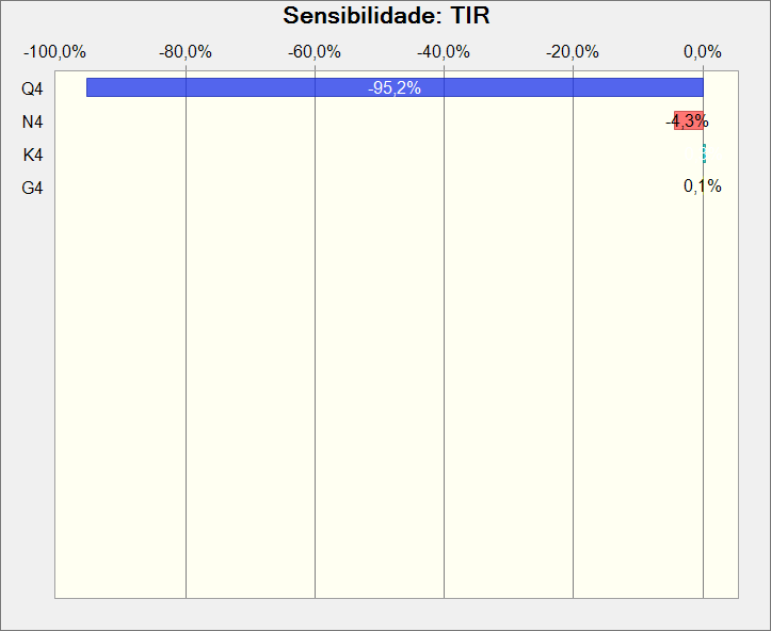 Sensibilidade: TIR
-100,0% -80,0% -60,0% -40,0% -20,0% 0,0%
Q4 -95,2%
N4 -4,3%
K4
G4 0,1%